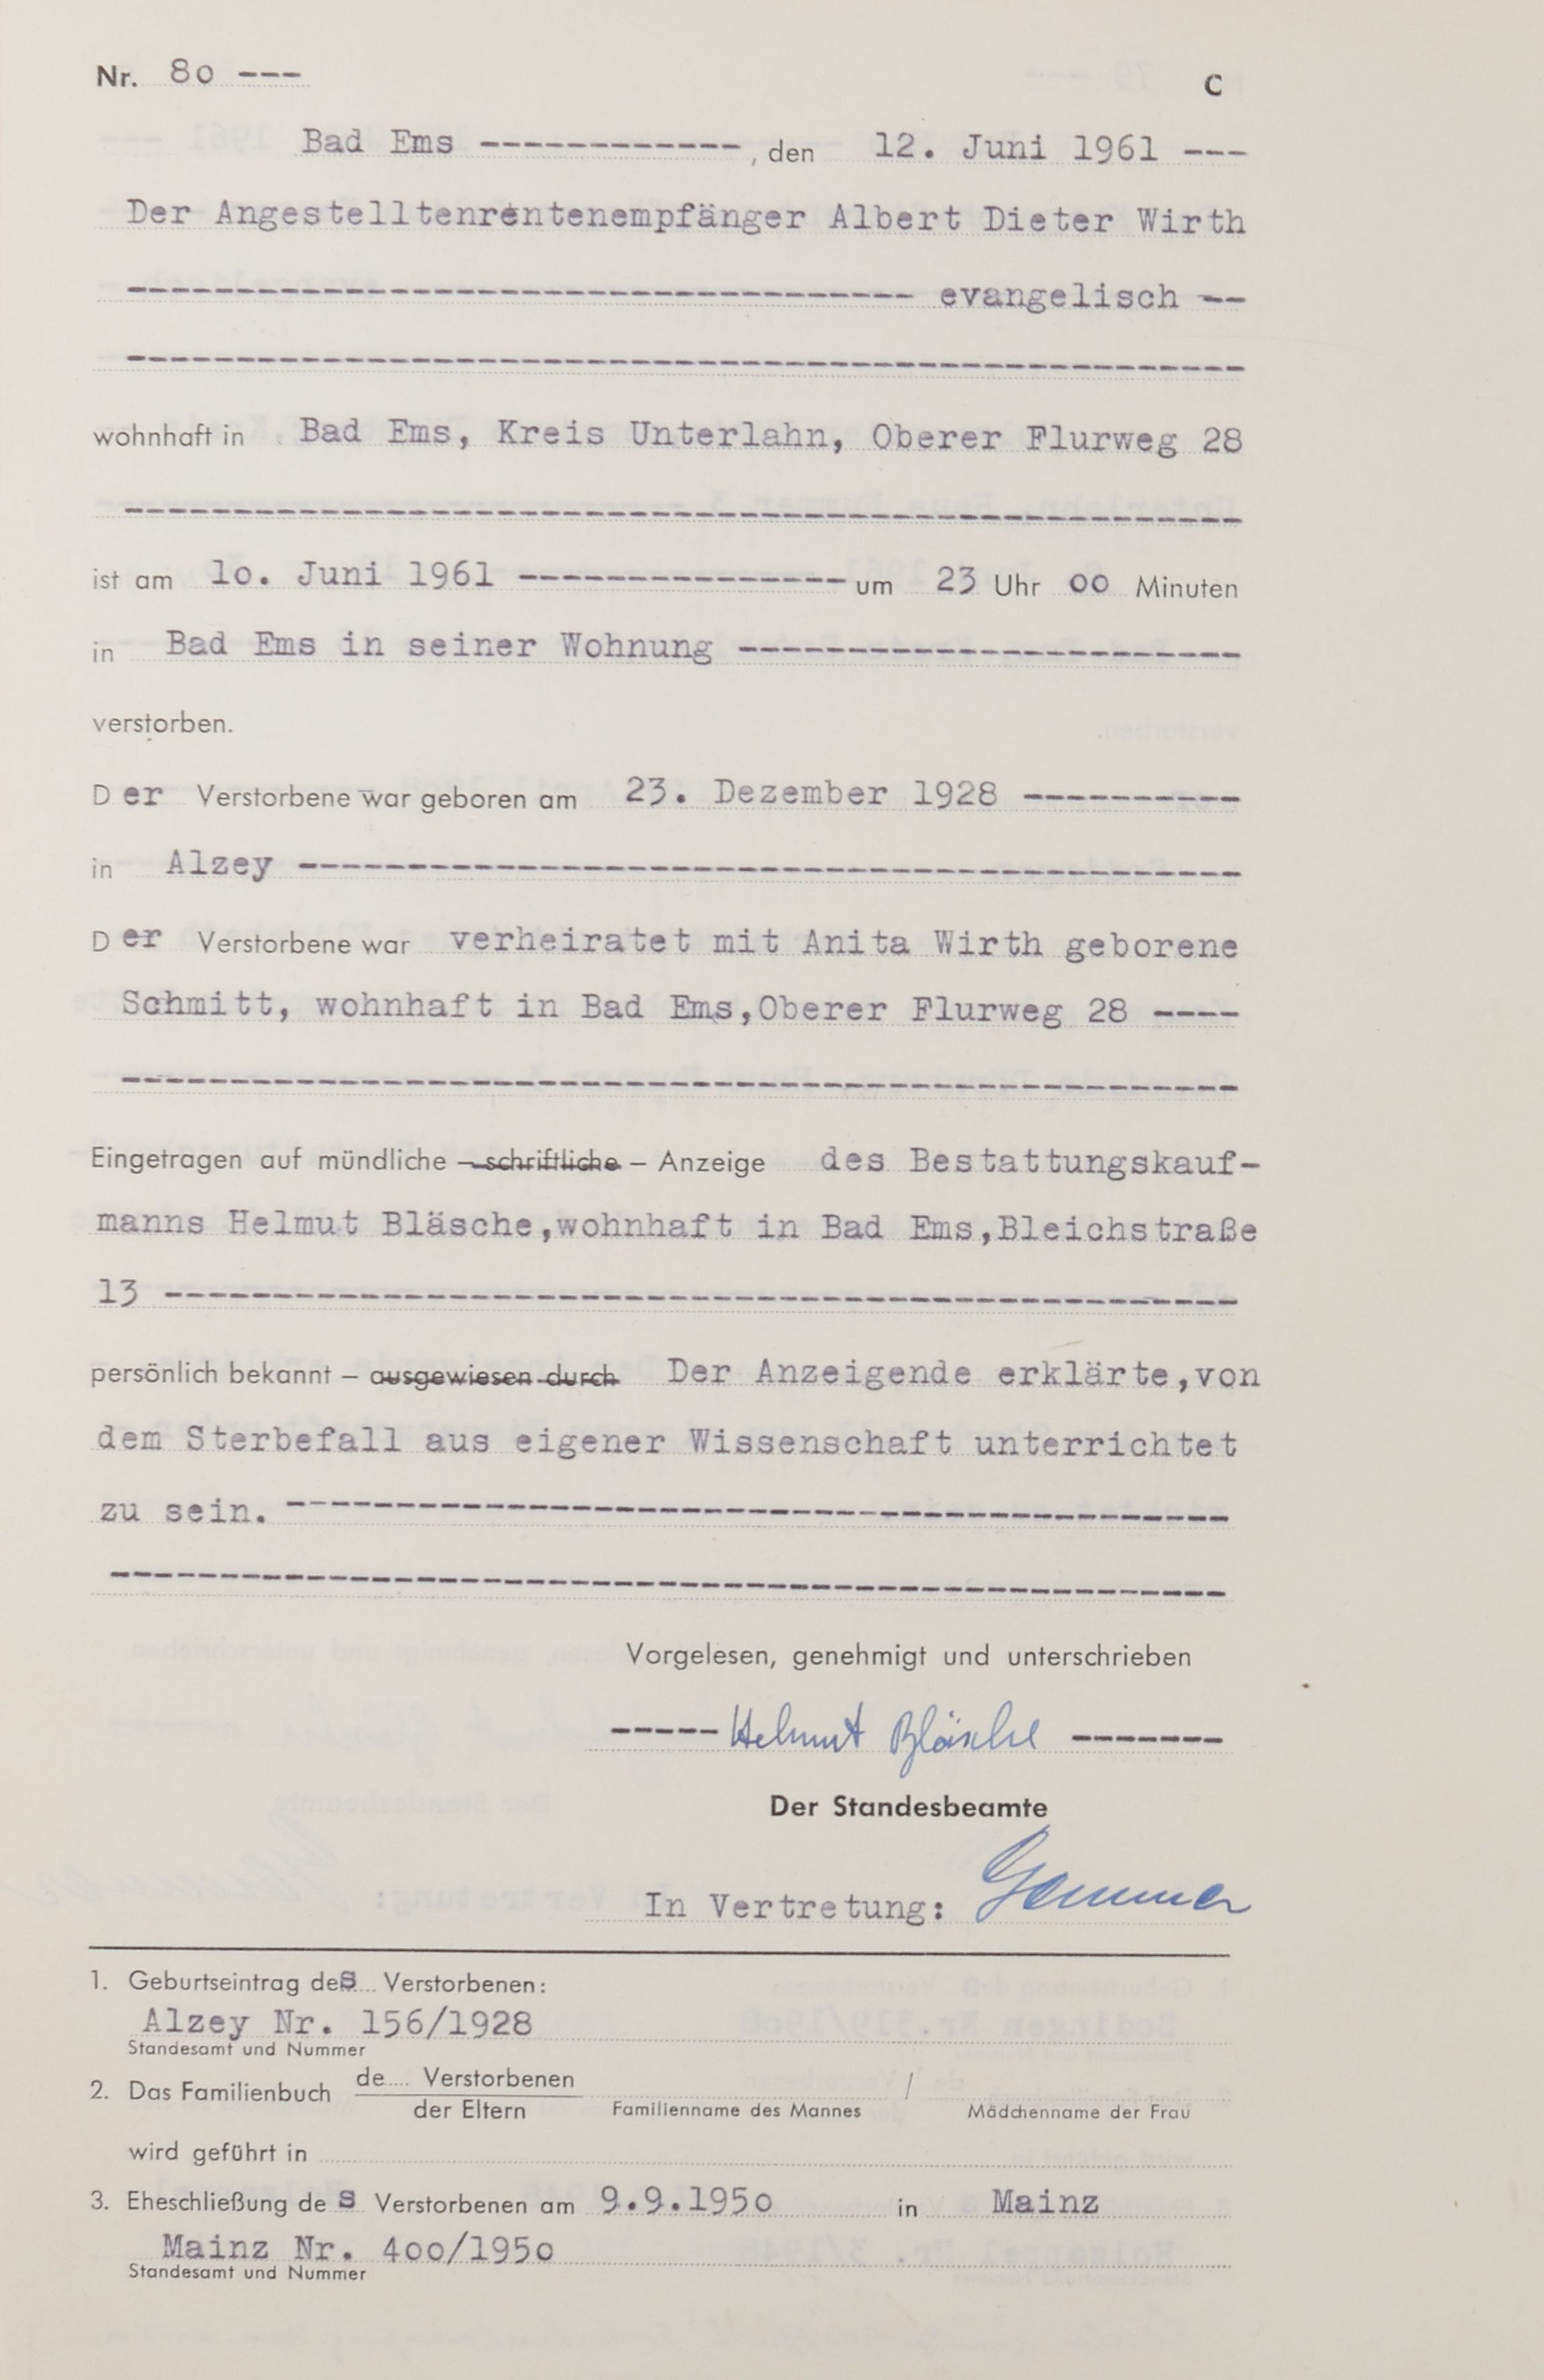 Nr. 80 --- C
Bad Ems ------------, den 12. Juni 1961 ---
Der Angestelltenrentenempfänger Albert Dieter Wirth
------------------------------------ evangelisch --
---------------------------------------------------
wohnhaft in Bad Ems, Kreis Unterlahn, Oberer Flurweg 28
---------------------------------------------------
ist am 1o. Juni 1961 --------------- um 23 Uhr oo Minuten
in Bad Ems in seiner Wohnung -----------------------
verstorben.
Der Verstorbene war geboren am 23. Dezember 1928 ----------
in Alzey -------------------------------------------
Der Verstorbene war verheiratet mit Anita Wirth geborene
Schmitt, wohnhaft in Bad Ems,Oberer Flurweg 28 ----
---------------------------------------------------
Eingetragen auf mündliche – schriftliche – Anzeige des Bestattungskauf-
manns Helmut Bläsche,wohnhaft in Bad Ems,Bleichstraße
13 -------------------------------------------------
persönlich bekannt – ausgewiesen durch Der Anzeigende erklärte,von
dem Sterbefall aus eigener Wissenschaft unterrichtet
zu sein. -------------------------------------------
---------------------------------------------------
Vorgelesen, genehmigt und unterschrieben
----- Helmut Bläsche -------
Der Standesbeamte
In Vertretung: Gemmer
1. Geburtseintrag des Verstorbenen:
Alzey Nr. 156/1928
Standesamt und Nummer
2. Das Familienbuch de.... Verstorbenen /
der Eltern Familienname des Mannes Mädchenname der Frau
wird geführt in
3. Eheschließung des Verstorbenen am 9.9.195o in Mainz
Mainz Nr. 4oo/195o
Standesamt und Nummer